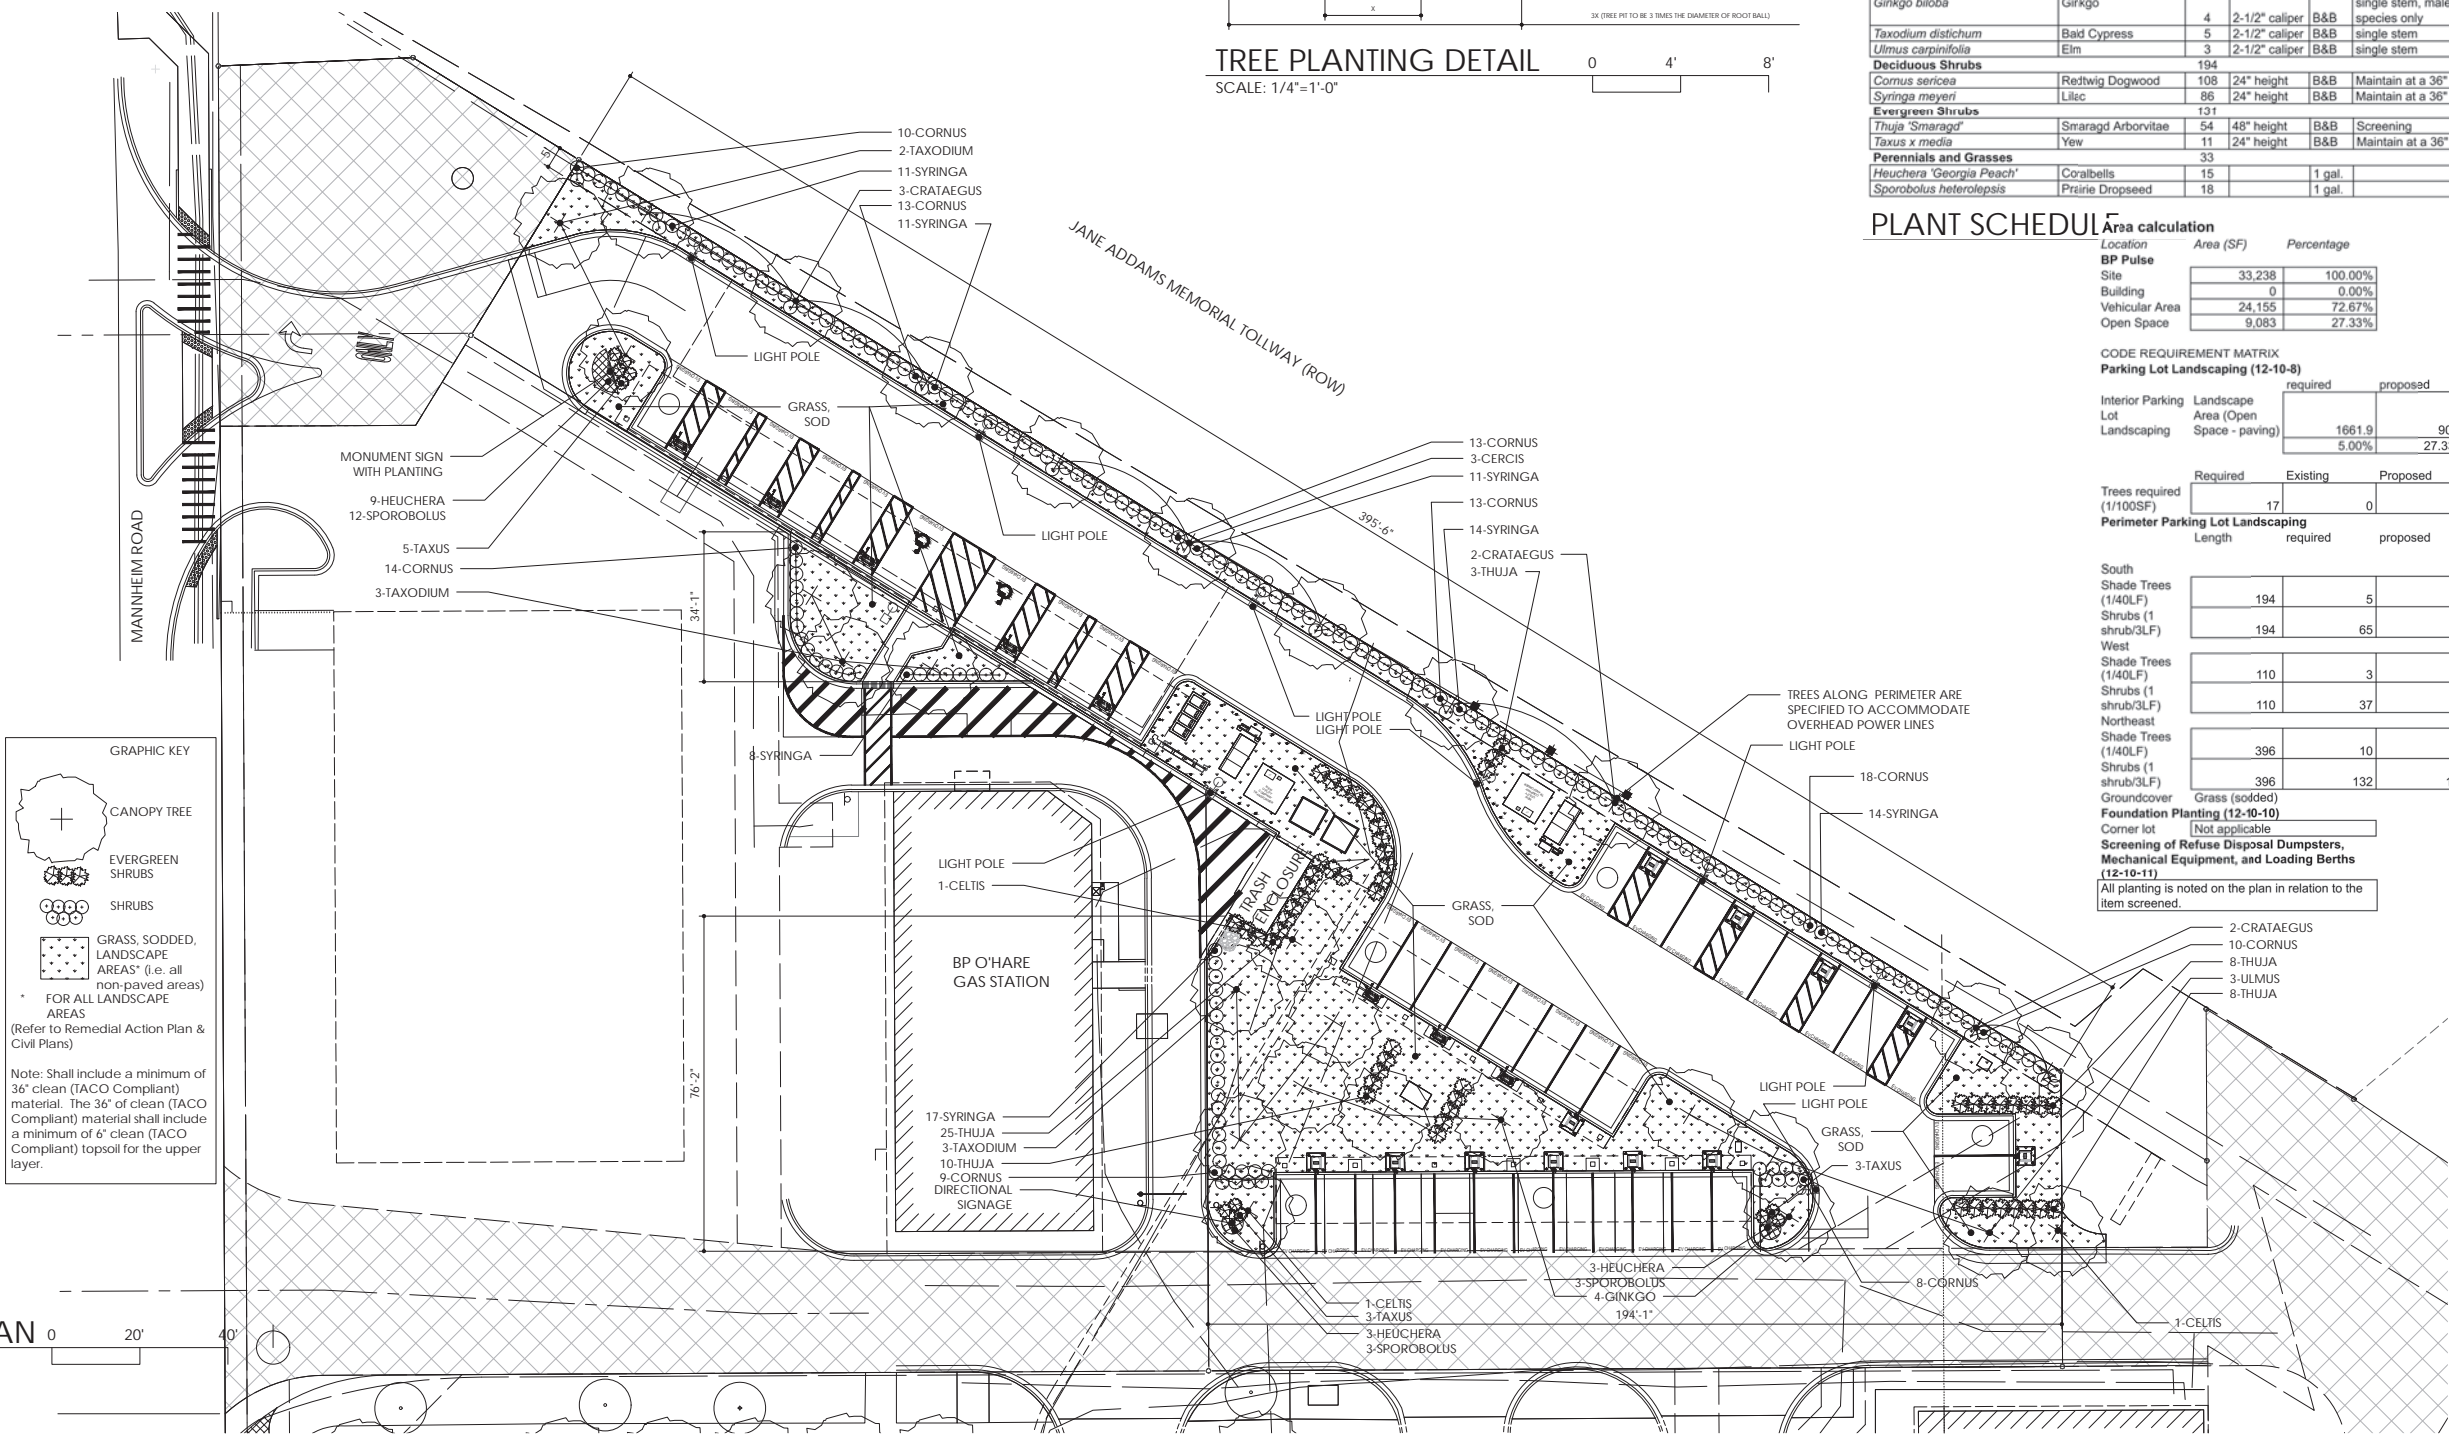 X
3X (TREE PIT TO BE 3 TIMES THE DIAMETER OF ROOT BALL)
TREE PLANTING DETAIL
0 4' 8'
SCALE: 1/4"=1'-0"
Ginkgo biloba Ginkgo 4 2-1/2" caliper B&B single stem, male species only
Taxodium distichum Bald Cypress 5 2-1/2" caliper B&B single stem
Ulmus carpinifolia Elm 3 2-1/2" caliper B&B single stem
Deciduous Shrubs 194
Cornus sericea Redtwig Dogwood 108 24" height B&B Maintain at a 36"
Syringa meyeri Lilac 86 24" height B&B Maintain at a 36"
Evergreen Shrubs 131
Thuja 'Smaragd' Smaragd Arborvitae 54 48" height B&B Screening
Taxus x media Yew 11 24" height B&B Maintain at a 36"
Perennials and Grasses 33
Heuchera 'Georgia Peach' Coralbells 15 1 gal.
Sporobolus heterolepsis Prairie Dropseed 18 1 gal.
PLANT SCHEDULE
Area calculation
Location Area (SF) Percentage
BP Pulse
Site 33,238 100.00%
Building 0 0.00%
Vehicular Area 24,155 72.67%
Open Space 9,083 27.33%
CODE REQUIREMENT MATRIX
Parking Lot Landscaping (12-10-8)
required proposed
Interior Parking Landscape
Lot Area (Open
Landscaping Space - paving) 1661.9 90
5.00% 27.3
Required Existing Proposed
Trees required
(1/100SF) 17 0
Perimeter Parking Lot Landscaping
Length required proposed
South
Shade Trees
(1/40LF) 194 5
Shrubs (1
shrub/3LF) 194 65
West
Shade Trees
(1/40LF) 110 3
Shrubs (1
shrub/3LF) 110 37
Northeast
Shade Trees
(1/40LF) 396 10
Shrubs (1
shrub/3LF) 396 132 1
Groundcover Grass (sodded)
Foundation Planting (12-10-10)
Corner lot Not applicable
Screening of Refuse Disposal Dumpsters,
Mechanical Equipment, and Loading Berths
(12-10-11)
All planting is noted on the plan in relation to the
item screened.
10-CORNUS
2-TAXODIUM
11-SYRINGA
3-CRATAEGUS
13-CORNUS
11-SYRINGA
5'
JANE ADDAMS MEMORIAL TOLLWAY (ROW)
LIGHT POLE
GRASS,
SOD
MONUMENT SIGN
WITH PLANTING
9-HEUCHERA
12-SPOROBOLUS
5-TAXUS
14-CORNUS
3-TAXODIUM
MANNHEIM ROAD
34'-1"
LIGHT POLE
13-CORNUS
3-CERCIS
11-SYRINGA
13-CORNUS
14-SYRINGA
2-CRATAEGUS
3-THUJA
395'-6"
LIGHT POLE
LIGHT POLE
TREES ALONG PERIMETER ARE
SPECIFIED TO ACCOMMODATE
OVERHEAD POWER LINES
LIGHT POLE
18-CORNUS
14-SYRINGA
8-SYRINGA
GRAPHIC KEY
CANOPY TREE
EVERGREEN
SHRUBS
SHRUBS
GRASS, SODDED,
LANDSCAPE
AREAS* (i.e. all
non-paved areas)
* FOR ALL LANDSCAPE
AREAS
(Refer to Remedial Action Plan &
Civil Plans)
Note: Shall include a minimum of
36" clean (TACO Compliant)
material. The 36" of clean (TACO
Compliant) material shall include
a minimum of 6" clean (TACO
Compliant) topsoil for the upper
layer.
LIGHT POLE
1-CELTIS
TRASH
ENCLOSURE
BP O'HARE
GAS STATION
76'-2"
GRASS,
SOD
2-CRATAEGUS
10-CORNUS
8-THUJA
3-ULMUS
8-THUJA
17-SYRINGA
25-THUJA
3-TAXODIUM
10-THUJA
9-CORNUS
DIRECTIONAL
SIGNAGE
LIGHT POLE
LIGHT POLE
GRASS,
SOD
3-TAXUS
3-HEUCHERA
3-SPOROBOLUS
4-GINKGO
8-CORNUS
1-CELTIS
3-TAXUS
3-HEUCHERA
3-SPOROBOLUS
194'-1"
1-CELTIS
AN 0 20' 40'
EV CHARGING